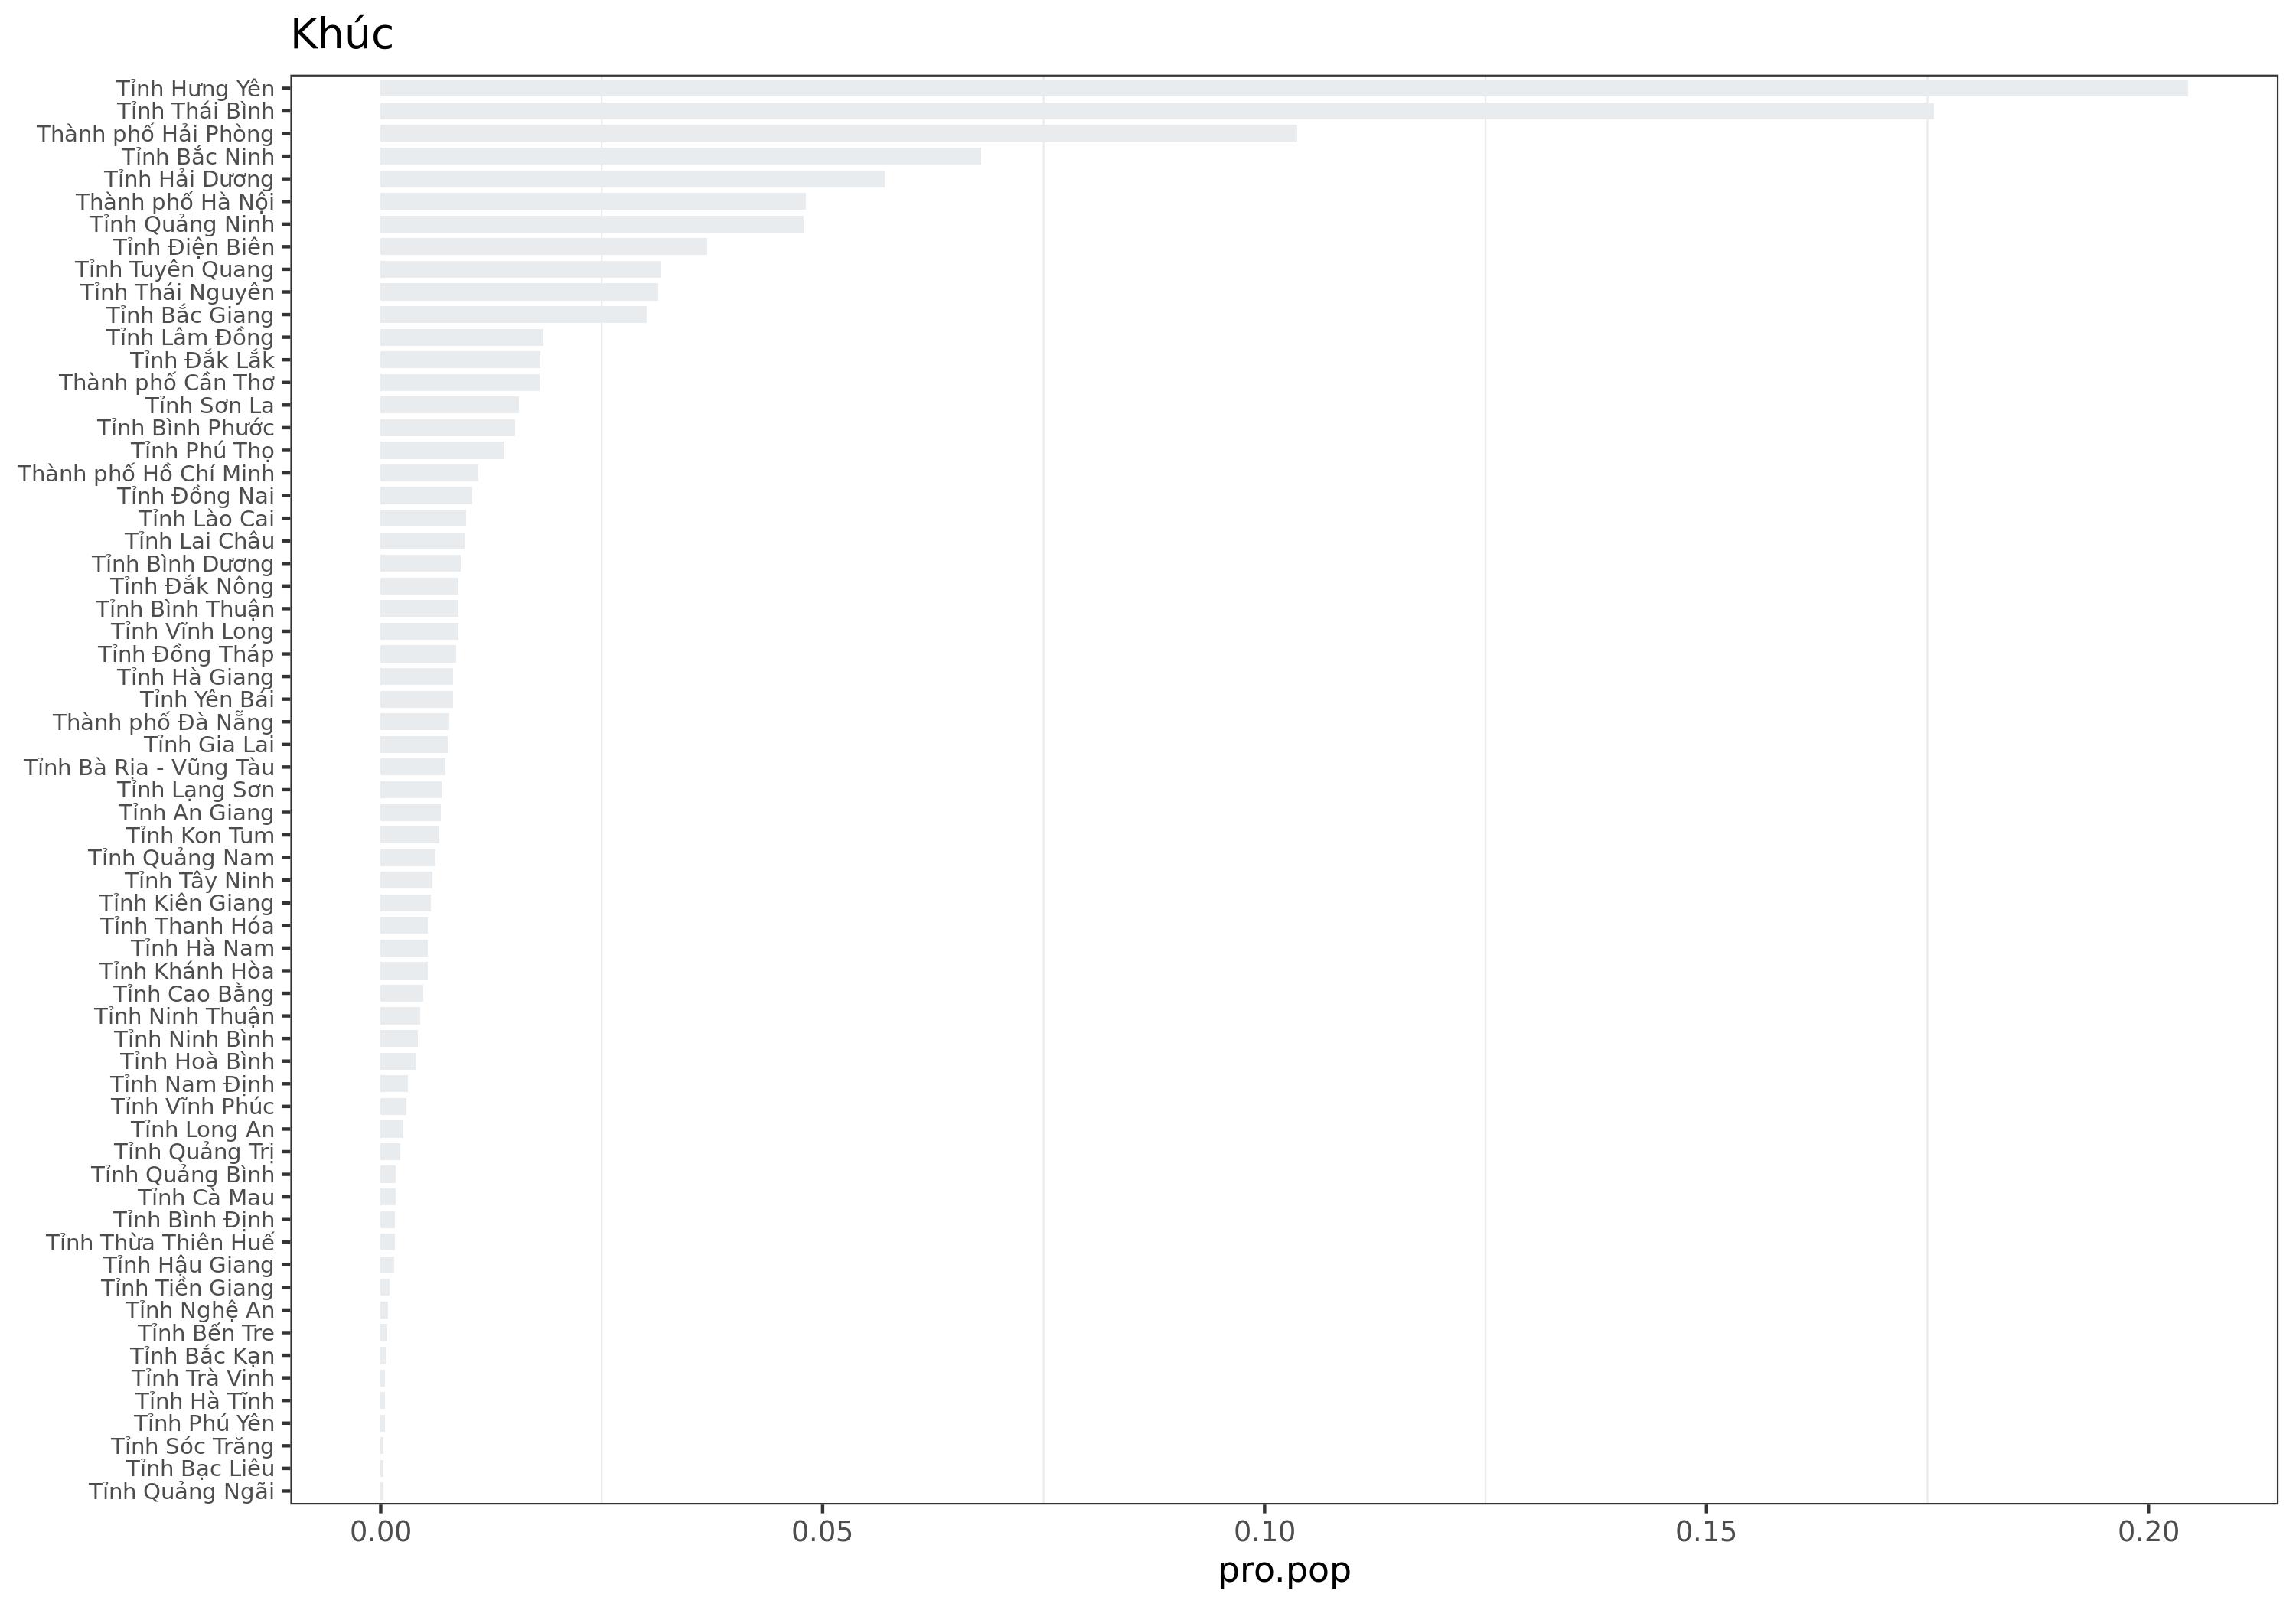 Khúc
Tỉnh Hưng Yên
Tỉnh Thái Bình
Thành phố Hải Phòng
Tỉnh Bắc Ninh
Tỉnh Hải Dương
Thành phố Hà Nội
Tỉnh Quảng Ninh
Tỉnh Điện Biên
Tỉnh Tuyên Quang
Tỉnh Thái Nguyên
Tỉnh Bắc Giang
Tỉnh Lâm Đồng
Tỉnh Đắk Lắk
Thành phố Cần Thơ
Tỉnh Sơn La
Tỉnh Bình Phước
Tỉnh Phú Thọ
Thành phố Hồ Chí Minh
Tỉnh Đồng Nai
Tỉnh Lào Cai
Tỉnh Lai Châu
Tỉnh Bình Dương
Tỉnh Đắk Nông
Tỉnh Bình Thuận
Tỉnh Vĩnh Long
Tỉnh Đồng Tháp
Tỉnh Hà Giang
Tỉnh Yên Bái
Thành phố Đà Nẵng
Tỉnh Gia Lai
Tỉnh Bà Rịa - Vũng Tàu
Tỉnh Lạng Sơn
Tỉnh An Giang
Tỉnh Kon Tum
Tỉnh Quảng Nam
Tỉnh Tây Ninh
Tỉnh Kiên Giang
Tỉnh Thanh Hóa
Tỉnh Hà Nam
Tỉnh Khánh Hòa
Tỉnh Cao Bằng
Tỉnh Ninh Thuận
Tỉnh Ninh Bình
Tỉnh Hoà Bình
Tỉnh Nam Định
Tỉnh Vĩnh Phúc
Tỉnh Long An
Tỉnh Quảng Trị
Tỉnh Quảng Bình
Tỉnh Cà Mau
Tỉnh Bình Định
Tỉnh Thừa Thiên Huế
Tỉnh Hậu Giang
Tỉnh Tiền Giang
Tỉnh Nghệ An
Tỉnh Bến Tre
Tỉnh Bắc Kạn
Tỉnh Trà Vinh
Tỉnh Hà Tĩnh
Tỉnh Phú Yên
Tỉnh Sóc Trăng
Tỉnh Bạc Liêu
Tỉnh Quảng Ngãi
0.00 0.05 0.10 0.15 0.20
pro.pop